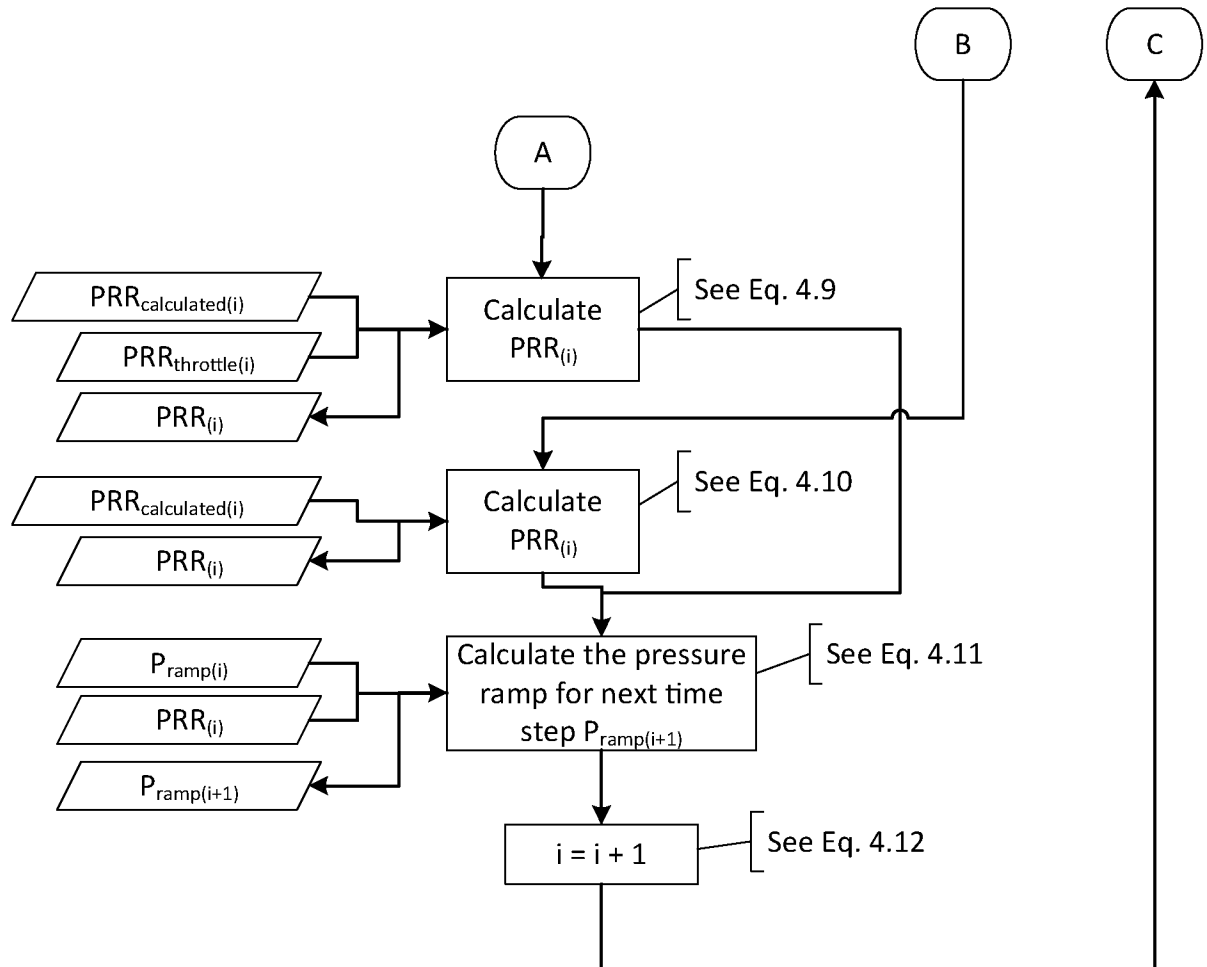 B
C
A
PRRcalculated(i)
PRRthrottle(i)
PRR(i)
Calculate
PRR(i)
See Eq. 4.9
PRRcalculated(i)
PRR(i)
Calculate
PRR(i)
See Eq. 4.10
Pramp(i)
PRR(i)
Pramp(i+1)
Calculate the pressure
ramp for next time
step Pramp(i+1)
See Eq. 4.11
i = i + 1
See Eq. 4.12